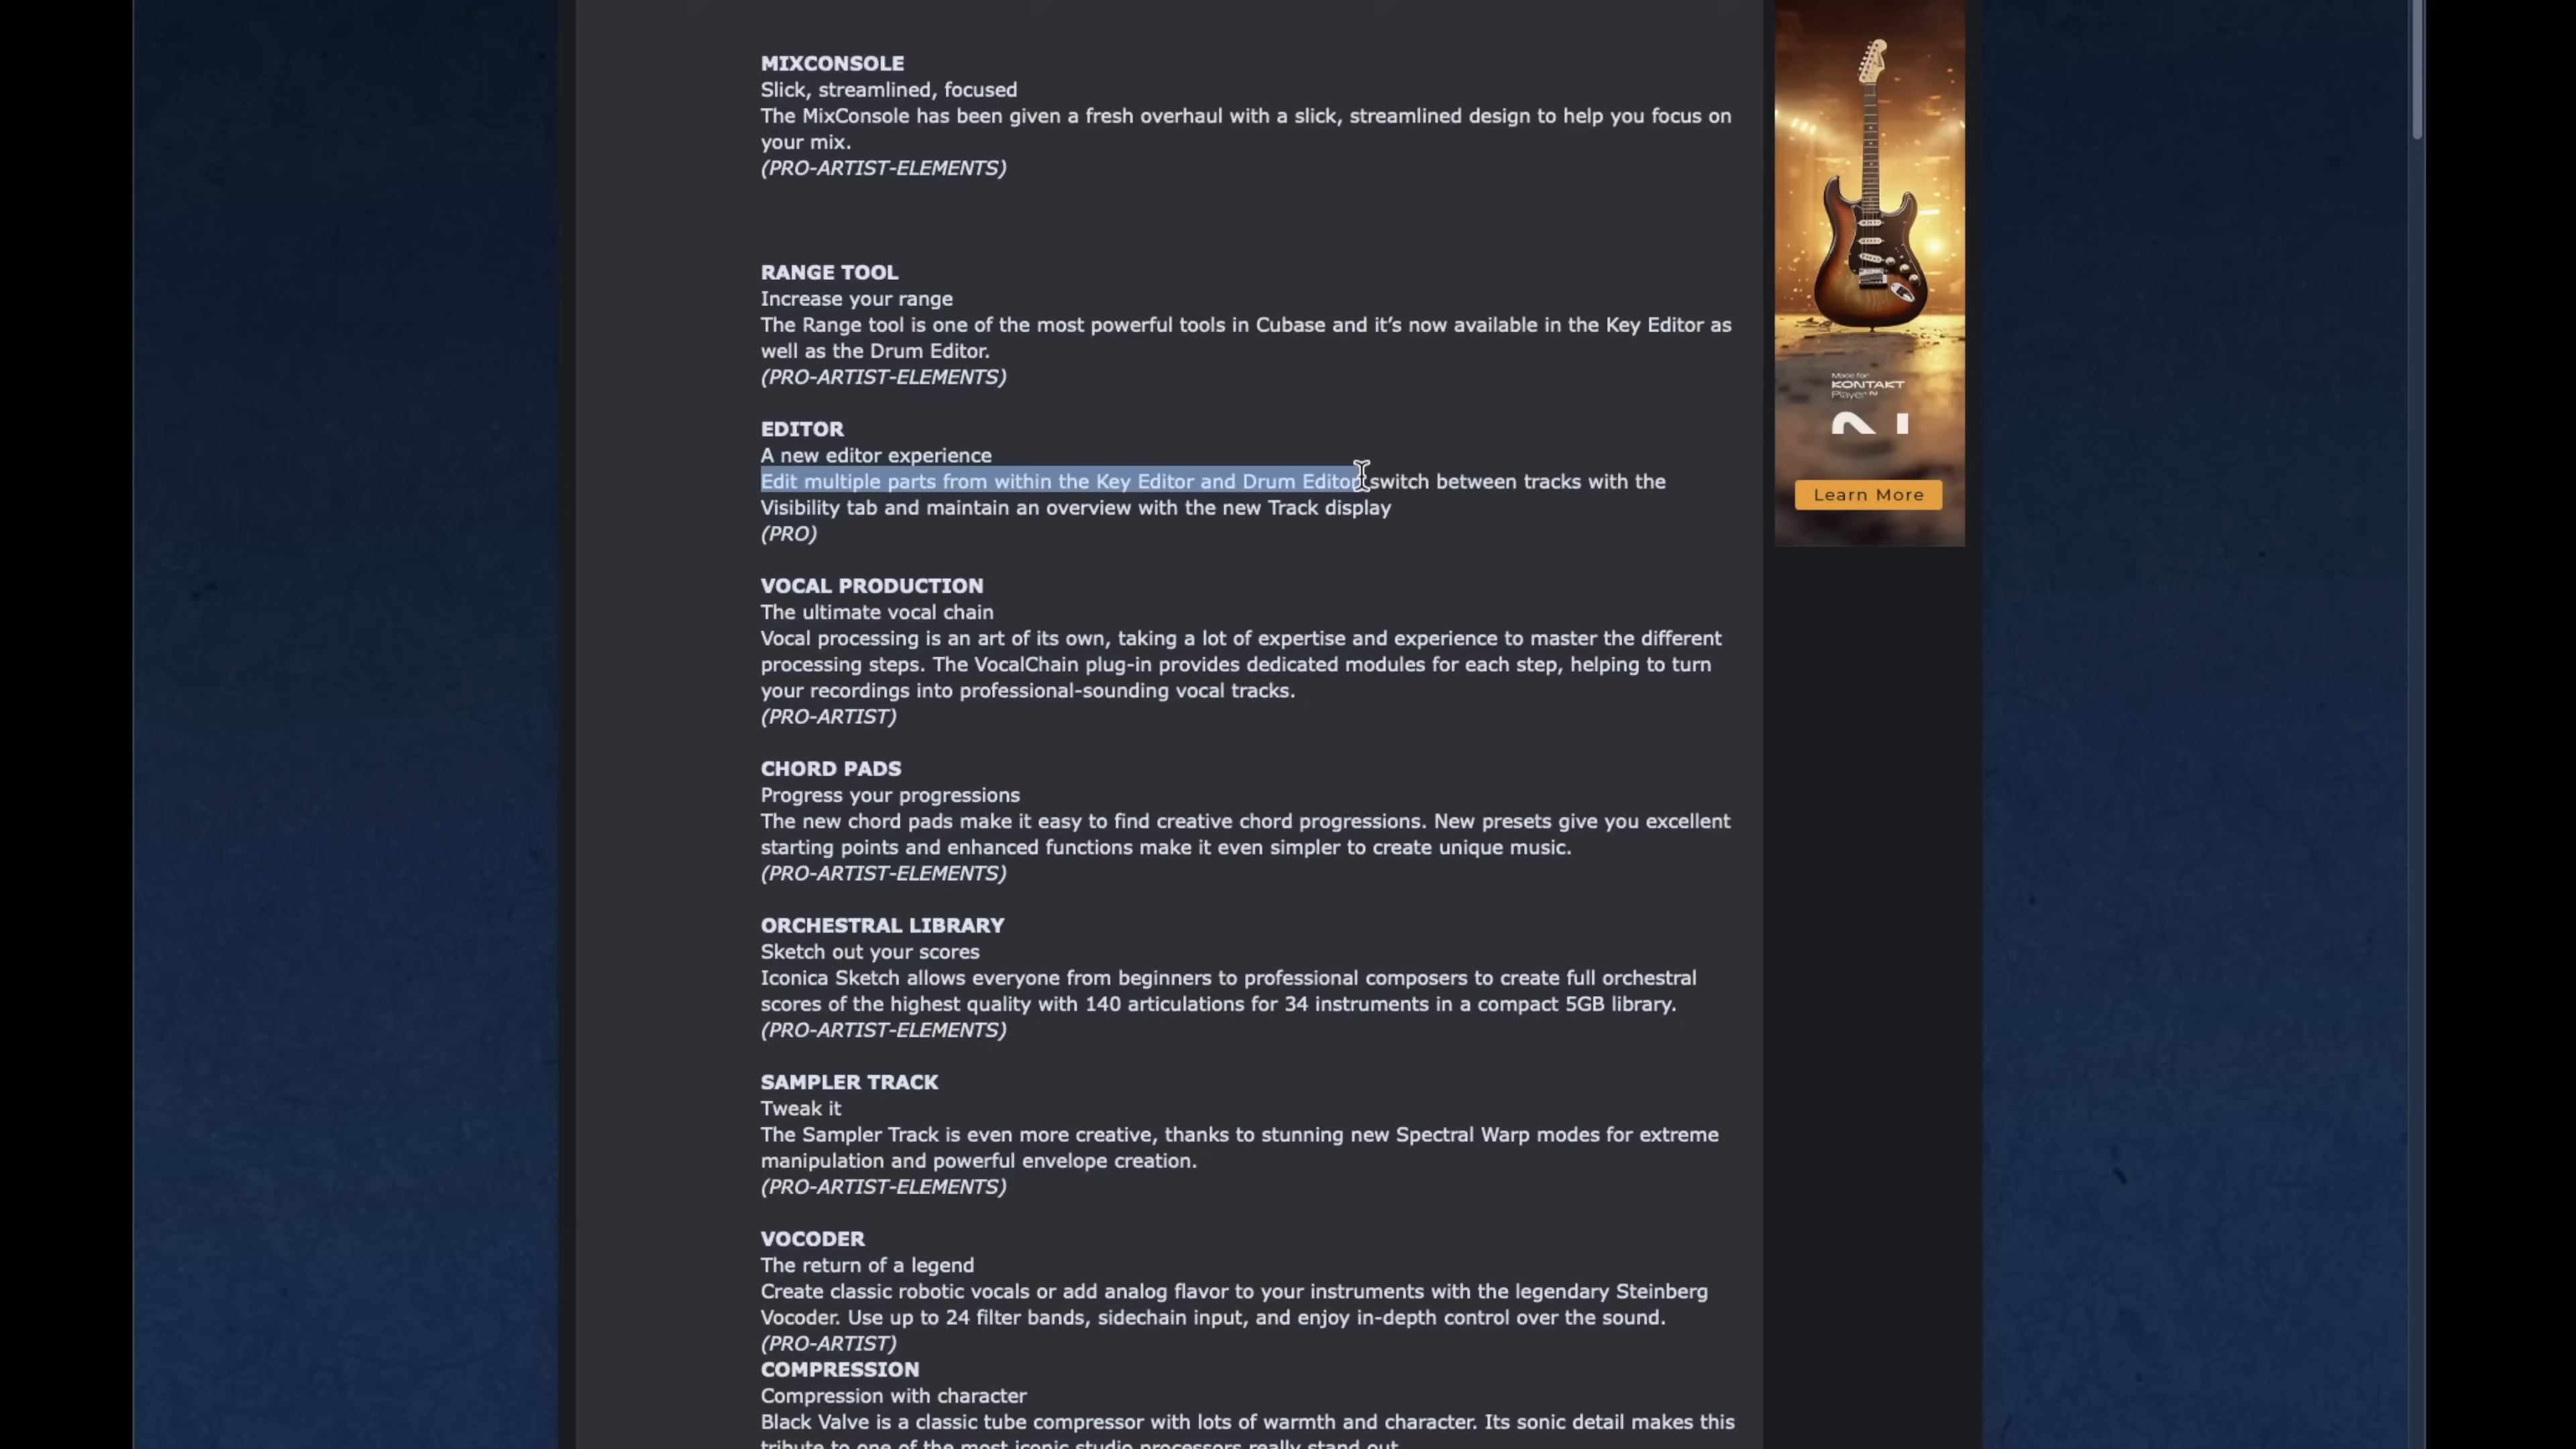 MIXCONSOLE
Slick, streamlined, focused
The MixConsole has been given a fresh overhaul with a slick, streamlined design to help you focus on
your mix.
(PRO-ARTIST-ELEMENTS)
RANGE TOOL
Increase your range
The Range tool is one of the most powerful tools in Cubase and it’s now available in the Key Editor as
well as the Drum Editor.
(PRO-ARTIST-ELEMENTS)
EDITOR
A new editor experience
Edit multiple parts from within the Key Editor and Drum Editor, switch between tracks with the
Visibility tab and maintain an overview with the new Track display
(PRO)
VOCAL PRODUCTION
The ultimate vocal chain
Vocal processing is an art of its own, taking a lot of expertise and experience to master the different
processing steps. The VocalChain plug-in provides dedicated modules for each step, helping to turn
your recordings into professional-sounding vocal tracks.
(PRO-ARTIST)
CHORD PADS
Progress your progressions
The new chord pads make it easy to find creative chord progressions. New presets give you excellent
starting points and enhanced functions make it even simpler to create unique music.
(PRO-ARTIST-ELEMENTS)
ORCHESTRAL LIBRARY
Sketch out your scores
Iconica Sketch allows everyone from beginners to professional composers to create full orchestral
scores of the highest quality with 140 articulations for 34 instruments in a compact 5GB library.
(PRO-ARTIST-ELEMENTS)
SAMPLER TRACK
Tweak it
The Sampler Track is even more creative, thanks to stunning new Spectral Warp modes for extreme
manipulation and powerful envelope creation.
(PRO-ARTIST-ELEMENTS)
VOCODER
The return of a legend
Create classic robotic vocals or add analog flavor to your instruments with the legendary Steinberg
Vocoder. Use up to 24 filter bands, sidechain input, and enjoy in-depth control over the sound.
(PRO-ARTIST)
COMPRESSION
Compression with character
Black Valve is a classic tube compressor with lots of warmth and character. Its sonic detail makes this
tribute to one of the most iconic studio processors really stand out.
Made for
KONTAKT
Player
Learn More